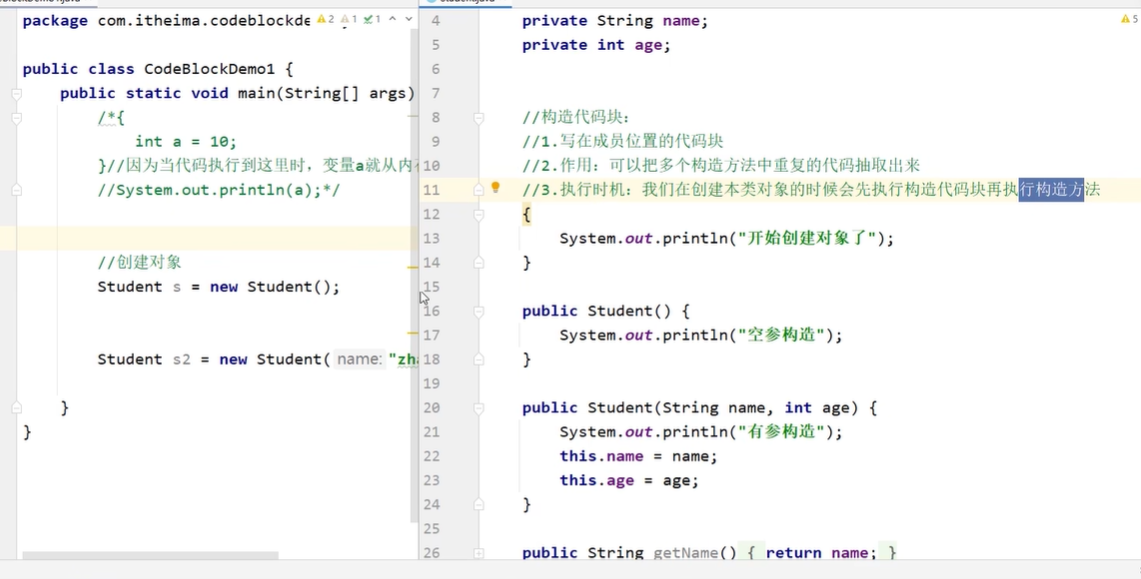 package com.itheima.codeblockde 2 1 1
public class CodeBlockDemo1 {
public static void main(String[] args)
/*{
int a = 10;
}//因为当代码执行到这里时，变量a就从内
//System.out.println(a);*/
//创建对象
Student s = new Student();
Student s2 = new Student( name: "zh
}
}
5
4 private String name;
5 private int age;
6
7
8 //构造代码块：
9 //1.写在成员位置的代码块
10 //2.作用：可以把多个构造方法中重复的代码抽取出来
11 //3.执行时机：我们在创建本类对象的时候会先执行构造代码块再执行构造方法
12 {
13 System.out.println("开始创建对象了");
14 }
15
16 public Student() {
17 System.out.println("空参构造");
18 }
19
20 public Student(String name, int age) {
21 System.out.println("有参构造");
22 this.name = name;
23 this.age = age;
24 }
25
26 public String getName() { return name; }